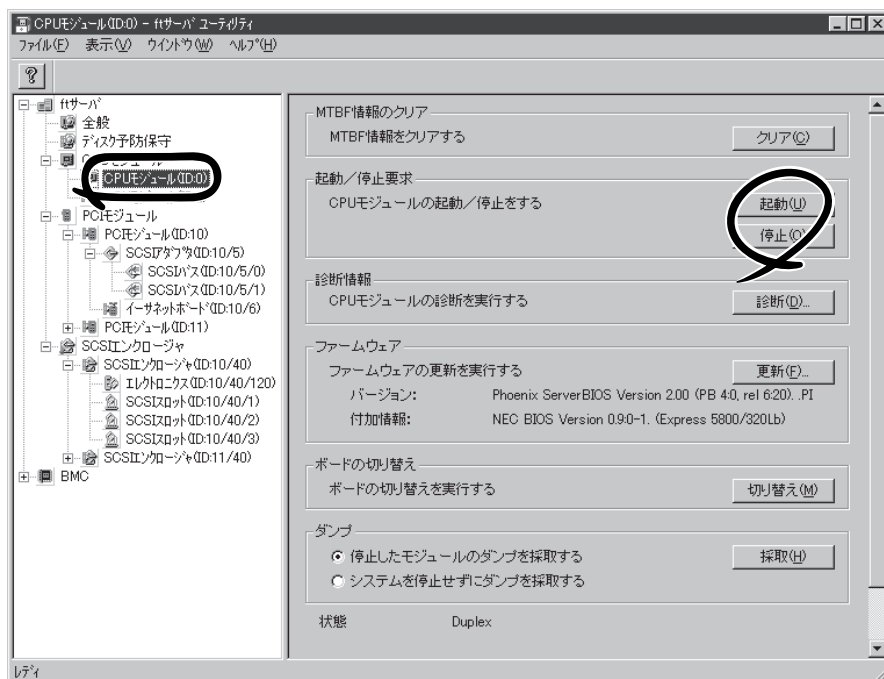 CPUモジュール(ID:0) - ftサーバ ユーティリティ
ファイル(F) 表示(V) ウインドウ(W) ヘルプ(H)
ftサーバ
全般
ディスク予防保守
CPUモジュール(ID:0)
PCIモジュール
PCIモジュール(ID:10)
SCSIアダプタ(ID:10/5)
SCSIバス(ID:10/5/0)
SCSIバス(ID:10/5/1)
イーサネットボード(ID:10/6)
PCIモジュール(ID:11)
SCSIエンクロージャ
SCSIエンクロージャ(ID:10/40)
エレクトロニクス(ID:10/40/120)
SCSIスロット(ID:10/40/1)
SCSIスロット(ID:10/40/2)
SCSIスロット(ID:10/40/3)
SCSIエンクロージャ(ID:11/40)
BMC
MTBF情報のクリア
MTBF情報をクリアする クリア(C)
起動/停止要求
CPUモジュールの起動/停止をする 起動(U)
停止(O)
診断情報
CPUモジュールの診断を実行する 診断(D)...
ファームウェア
ファームウェアの更新を実行する 更新(F)...
バージョン: Phoenix ServerBIOS Version 2.00 (PB 4.0, rel 6.20). .PI
付加情報: NEC BIOS Version 0.9.0-1. (Express 5800/320Lb)
ボードの切り替え
ボードの切り替えを実行する 切り替え(M)
ダンプ
停止したモジュールのダンプを採取する 採取(H)
システムを停止せずにダンプを採取する
状態 Duplex
レディ